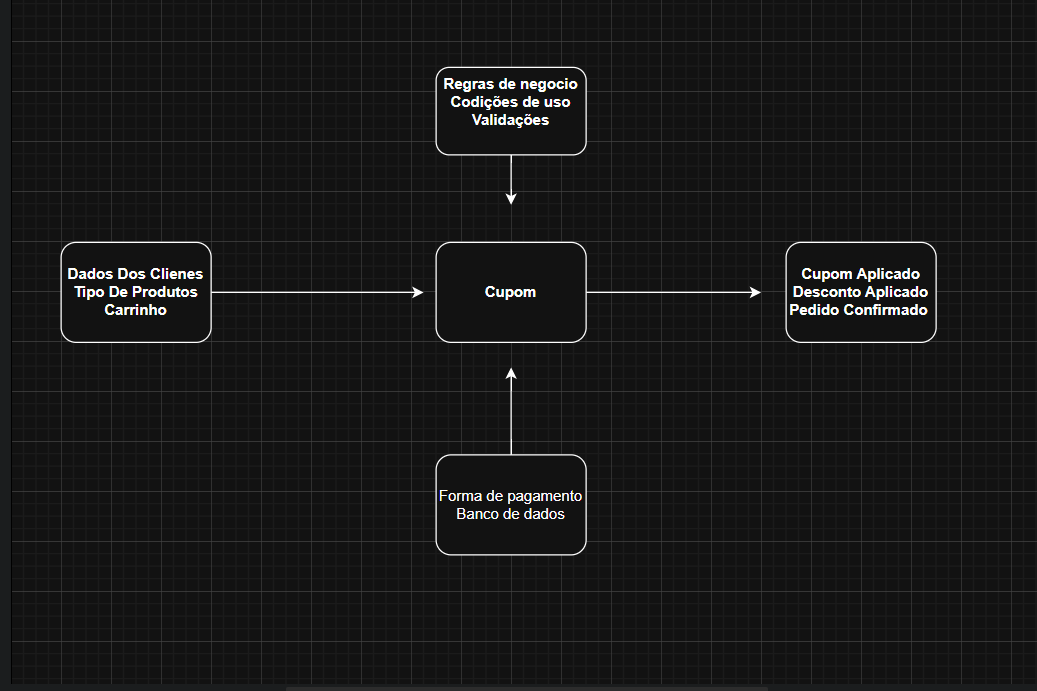 Regras de negocio
Codições de uso
Validações
Dados Dos Clienes
Tipo De Produtos
Carrinho
Cupom
Cupom Aplicado
Desconto Aplicado
Pedido Confirmado
Forma de pagamento
Banco de dados